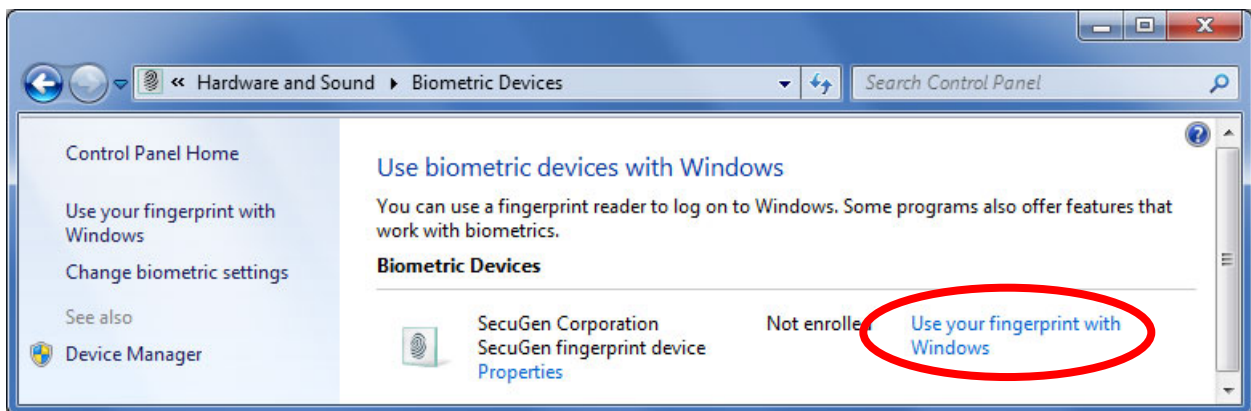 « Hardware and Sound ▸ Biometric Devices
Search Control Panel
Control Panel Home
Use your fingerprint with
Windows
Change biometric settings
See also
Device Manager
Use biometric devices with Windows
You can use a fingerprint reader to log on to Windows. Some programs also offer features that
work with biometrics.
Biometric Devices
SecuGen Corporation
SecuGen fingerprint device
Properties
Not enrolled
Use your fingerprint with
Windows